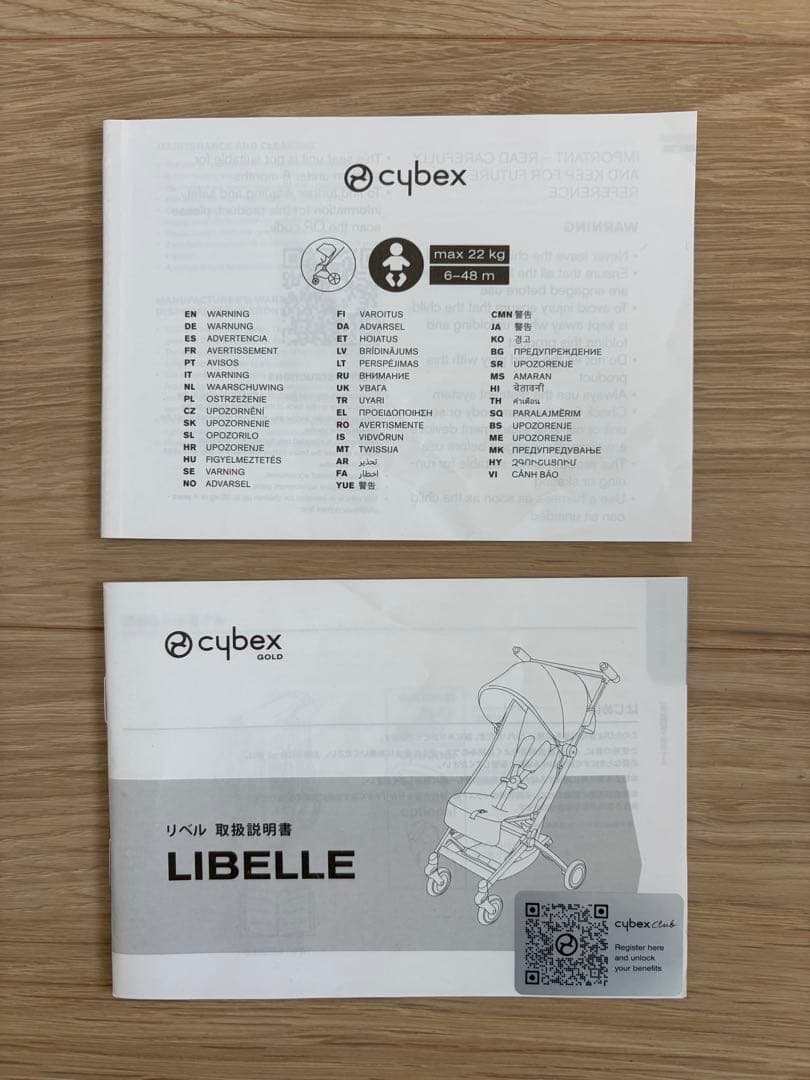 cybex
max 22 kg
6–48 m
EN WARNING
DE WARNUNG
ES ADVERTENCIA
FR AVERTISSEMENT
PT AVISOS
IT WARNING
NL WAARSCHUWING
PL OSTRZEŻENIE
CZ UPOZORNĚNÍ
SK UPOZORNENIE
SL OPOZORILO
HR UPOZORENJE
HU FIGYELMEZTETÉS
SE VARNING
NO ADVARSEL
FI VAROITUS
DA ADVARSEL
ET HOIATUS
LV BRĪDINĀJUMS
LT PERSPĖJIMAS
RU ВНИМАНИЕ
UK УВАГА
TR UYARI
EL ΠΡΟΕΙΔΟΠΟΙΗΣΗ
RO AVERTISMENTE
IS VIÐVÖRUN
MT TWISSIJA
AR تحذير
FA اخطار
YUE 警告
CMN 警告
JA 警告
KO 경고
BG ПРЕДУПРЕЖДЕНИЕ
SR UPOZORENJE
MS AMARAN
HI चेतावनी
TH คำเตือน
SQ PARALAJMËRIM
BS UPOZORENJE
ME UPOZORENJE
MK ПРЕДУПРЕДУВАЊЕ
HY ԶԳՈՒՇԱՑՈՒՄ
VI CẢNH BÁO
cybex
GOLD
リベル 取扱説明書
LIBELLE
cybex Club
Register here
and unlock
your benefits